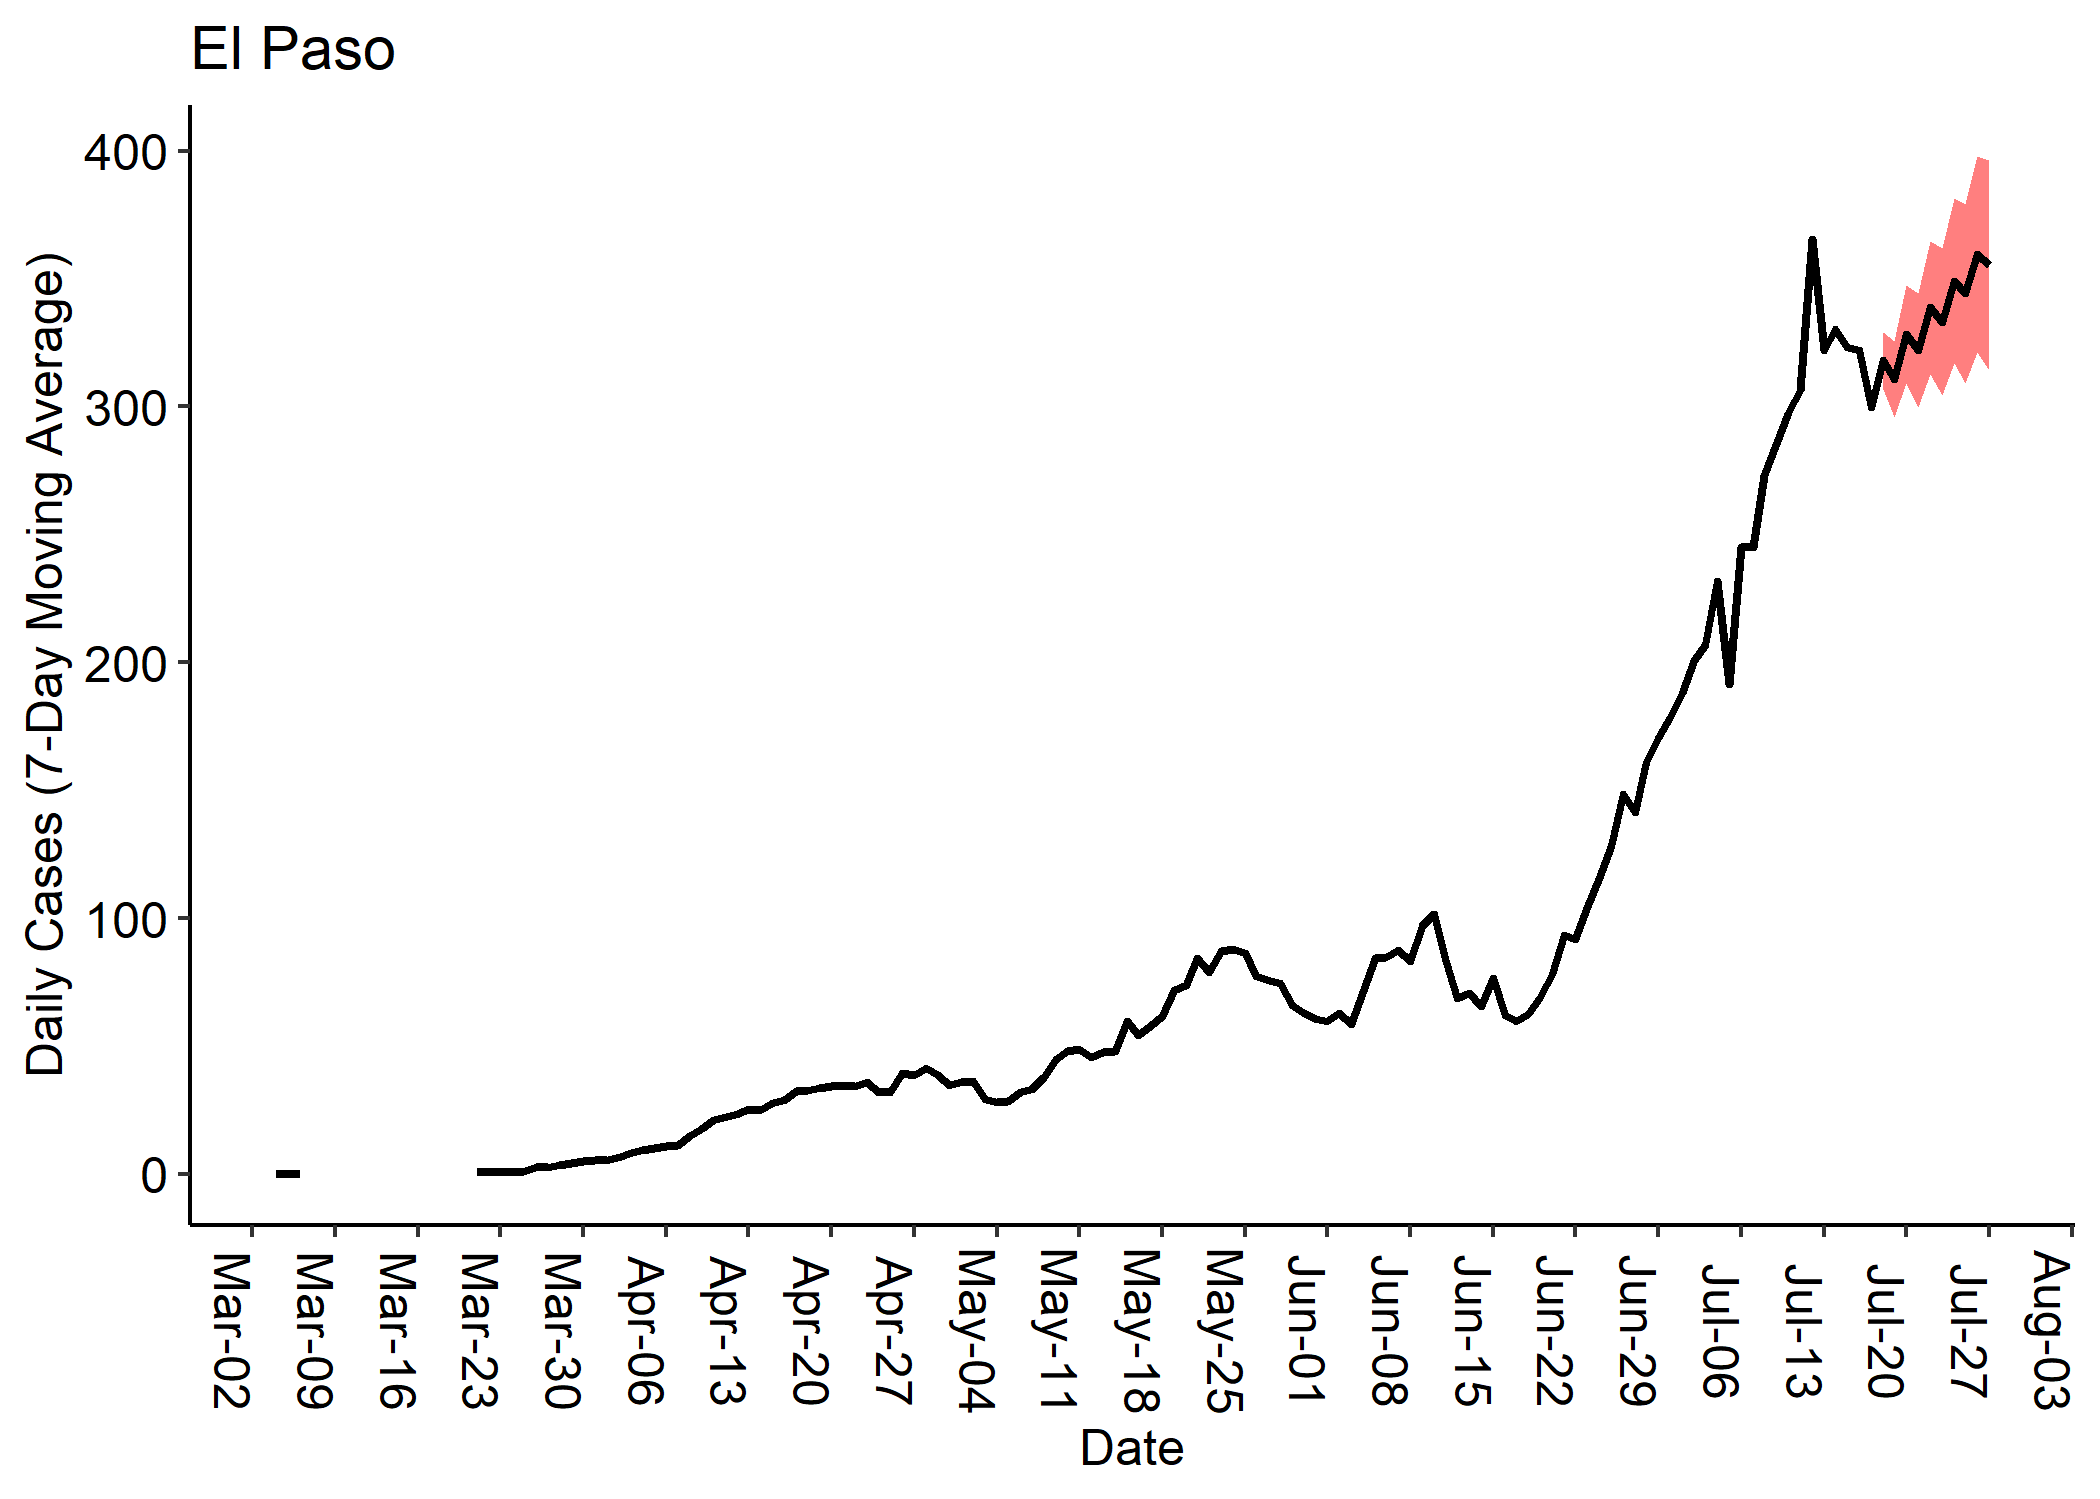 El Paso
Daily Cases (7-Day Moving Average)
400
300
200
100
0
Mar-02
Mar-09
Mar-16
Mar-23
Mar-30
Apr-06
Apr-13
Apr-20
Apr-27
May-04
May-11
May-18
May-25
Jun-01
Jun-08
Jun-15
Jun-22
Jun-29
Jul-06
Jul-13
Jul-20
Jul-27
Aug-03
Date